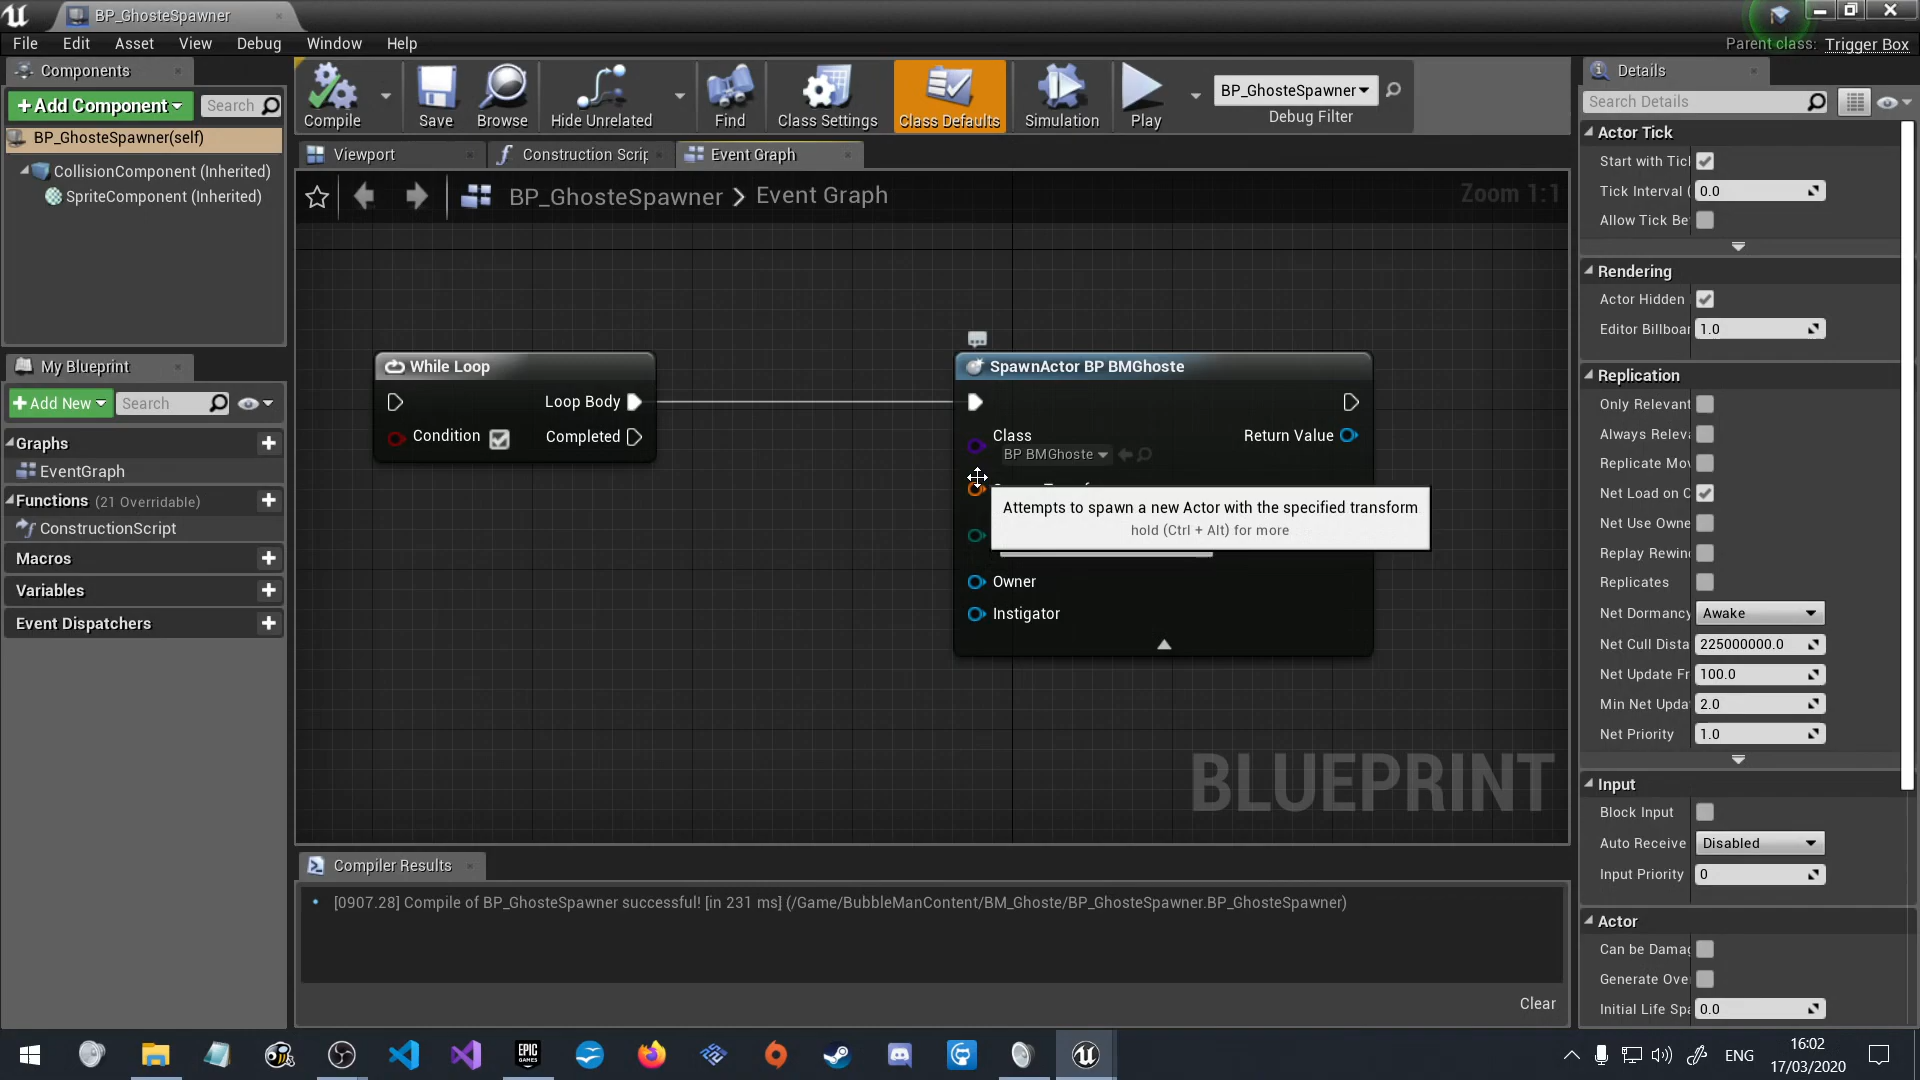 BP_GhosteSpawner
File Edit Asset View Debug Window Help
Parent class: Trigger Box
Components
+Add Component
Search
BP_GhosteSpawner(self)
CollisionComponent (Inherited)
SpriteComponent (Inherited)
My Blueprint
+Add New
Search
Graphs
EventGraph
Functions (21 Overridable)
ConstructionScript
Macros
Variables
Event Dispatchers
Compile
Save
Browse
Hide Unrelated
Find
Class Settings
Class Defaults
Simulation
Play
BP_GhosteSpawner
Debug Filter
Viewport
Construction Scrip
Event Graph
BP_GhosteSpawner > Event Graph
Zoom 1:1
While Loop
Loop Body
Condition
Completed
SpawnActor BP BMGhoste
Class
BP BMGhoste
Return Value
Attempts to spawn a new Actor with the specified transform
hold (Ctrl + Alt) for more
Owner
Instigator
BLUEPRINT
Compiler Results
[0907.28] Compile of BP_GhosteSpawner successful! [in 231 ms] (/Game/BubbleManContent/BM_Ghoste/BP_GhosteSpawner.BP_GhosteSpawner)
Clear
Details
Search Details
Actor Tick
Start with Ticl
Tick Interval ( 0.0
Allow Tick Be
Rendering
Actor Hidden
Editor Billboar 1.0
Replication
Only Relevant
Always Releva
Replicate Mov
Net Load on C
Net Use Owne
Replay Rewin
Replicates
Net Dormancy Awake
Net Cull Dista 225000000.0
Net Update Fr 100.0
Min Net Upda 2.0
Net Priority 1.0
Input
Block Input
Auto Receive Disabled
Input Priority 0
Actor
Can be Damag
Generate Ove
Initial Life Spa 0.0
EPIC GAMES
ENG
16:02
17/03/2020